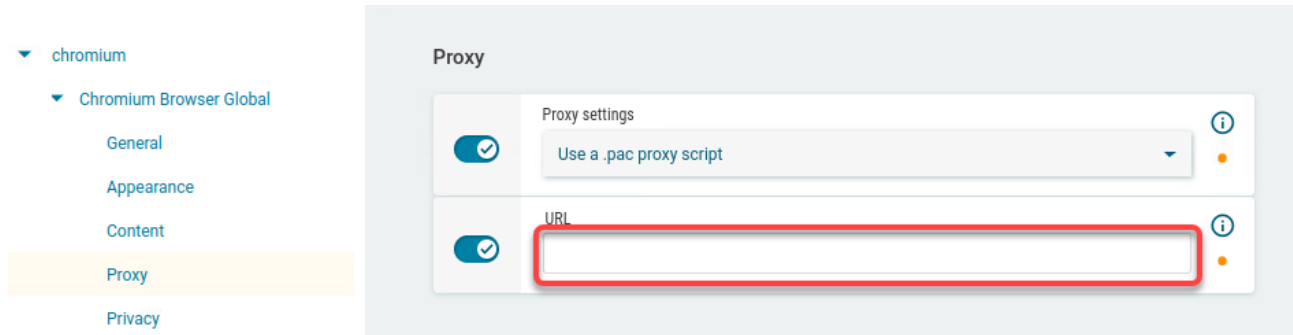 chromium
Chromium Browser Global
General
Appearance
Content
Proxy
Privacy
Proxy
Proxy settings
Use a .pac proxy script
URL